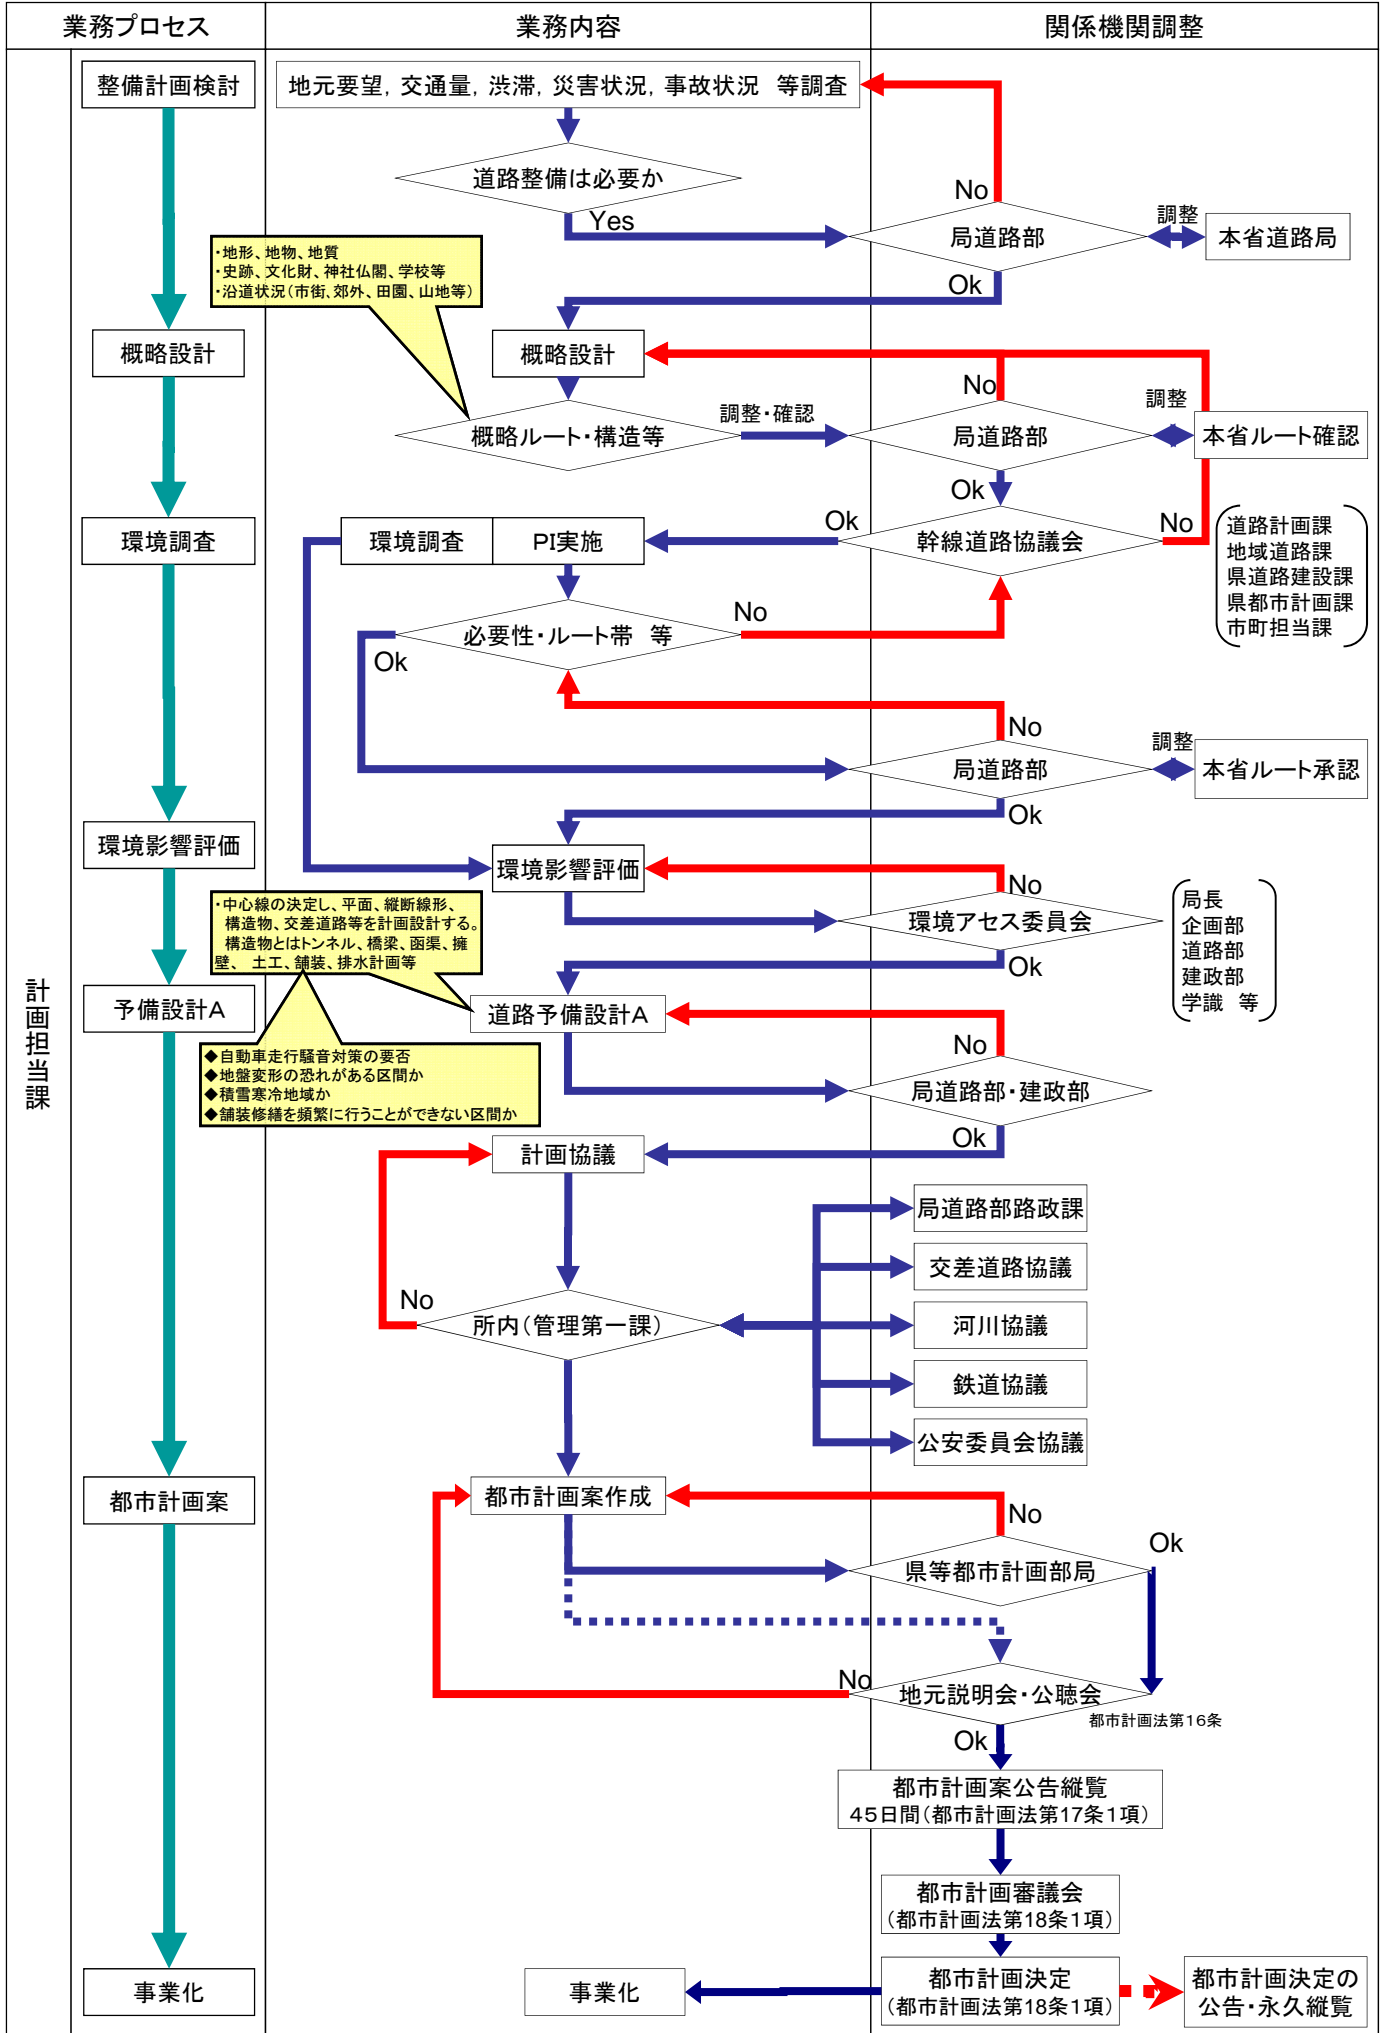 業務プロセス
業務内容
関係機関調整
計画担当課
整備計画検討
地元要望，交通量，渋滞，災害状況，事故状況　等調査
道路整備は必要か
Yes
No
局道路部
調整
本省道路局
Ok
・地形、地物、地質
・史跡、文化財、神社仏閣、学校等
・沿道状況（市街、郊外、田園、山地等）
概略設計
概略設計
概略ルート・構造等
調整・確認
No
局道路部
調整
本省ルート確認
Ok
環境調査
環境調査
PI実施
Ok
幹線道路協議会
No
道路計画課
地域道路課
県道路建設課
県都市計画課
市町担当課
必要性・ルート帯　等
No
Ok
No
局道路部
調整
本省ルート承認
Ok
環境影響評価
環境影響評価
No
環境アセス委員会
局長
企画部
道路部
建政部
学識　等
Ok
・中心線の決定し、平面、縦断線形、
構造物、交差道路等を計画設計する。
構造物とはトンネル、橋梁、函渠、擁
壁、　土工、舗装、排水計画等
予備設計A
道路予備設計A
No
局道路部・建政部
Ok
◆自動車走行騒音対策の要否
◆地盤変形の恐れがある区間か
◆積雪寒冷地域か
◆舗装修繕を頻繁に行うことができない区間か
計画協議
No
所内（管理第一課）
局道路部路政課
交差道路協議
河川協議
鉄道協議
公安委員会協議
都市計画案
都市計画案作成
No
県等都市計画部局
Ok
No
地元説明会・公聴会
都市計画法第16条
Ok
都市計画案公告縦覧
45日間（都市計画法第17条1項）
都市計画審議会
（都市計画法第18条1項）
事業化
事業化
都市計画決定
（都市計画法第18条1項）
都市計画決定の
公告・永久縦覧